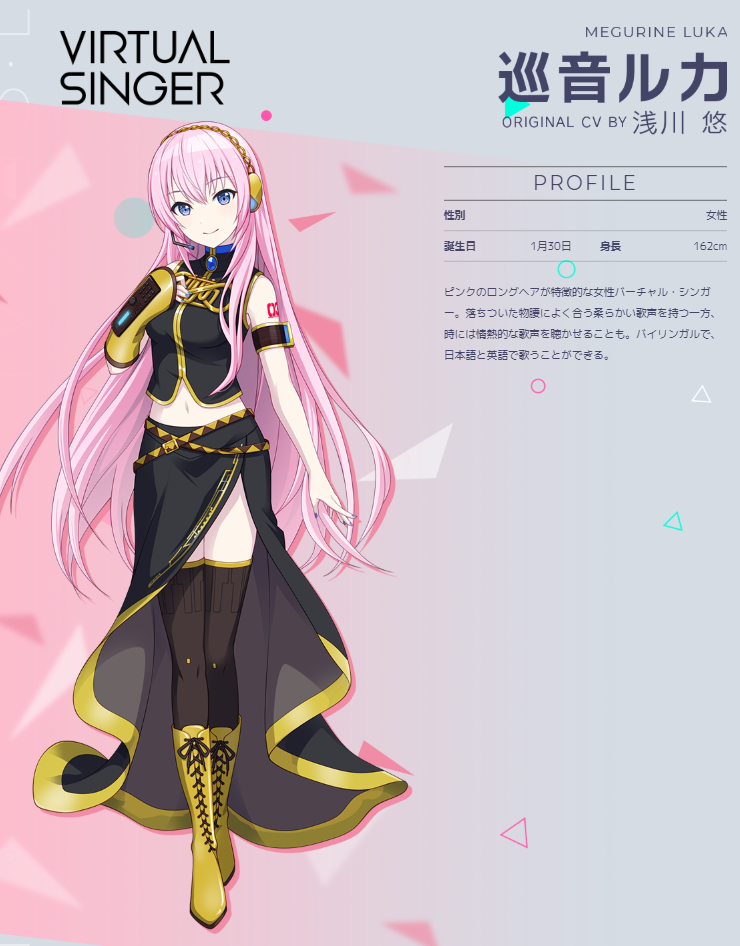 VIRTUAL
SINGER
MEGURINE LUKA
巡音ルカ
ORIGINAL CV BY 浅川 悠
PROFILE
性別 女性
誕生日 1月30日 身長 162cm
ピンクのロングヘアが特徴的な女性バーチャル・シンガ
ー。落ちついた物腰によく合う柔らかい歌声を持つ一方、
時には情熱的な歌声を聴かせることも。バイリンガルで、
日本語と英語で歌うことができる。
03